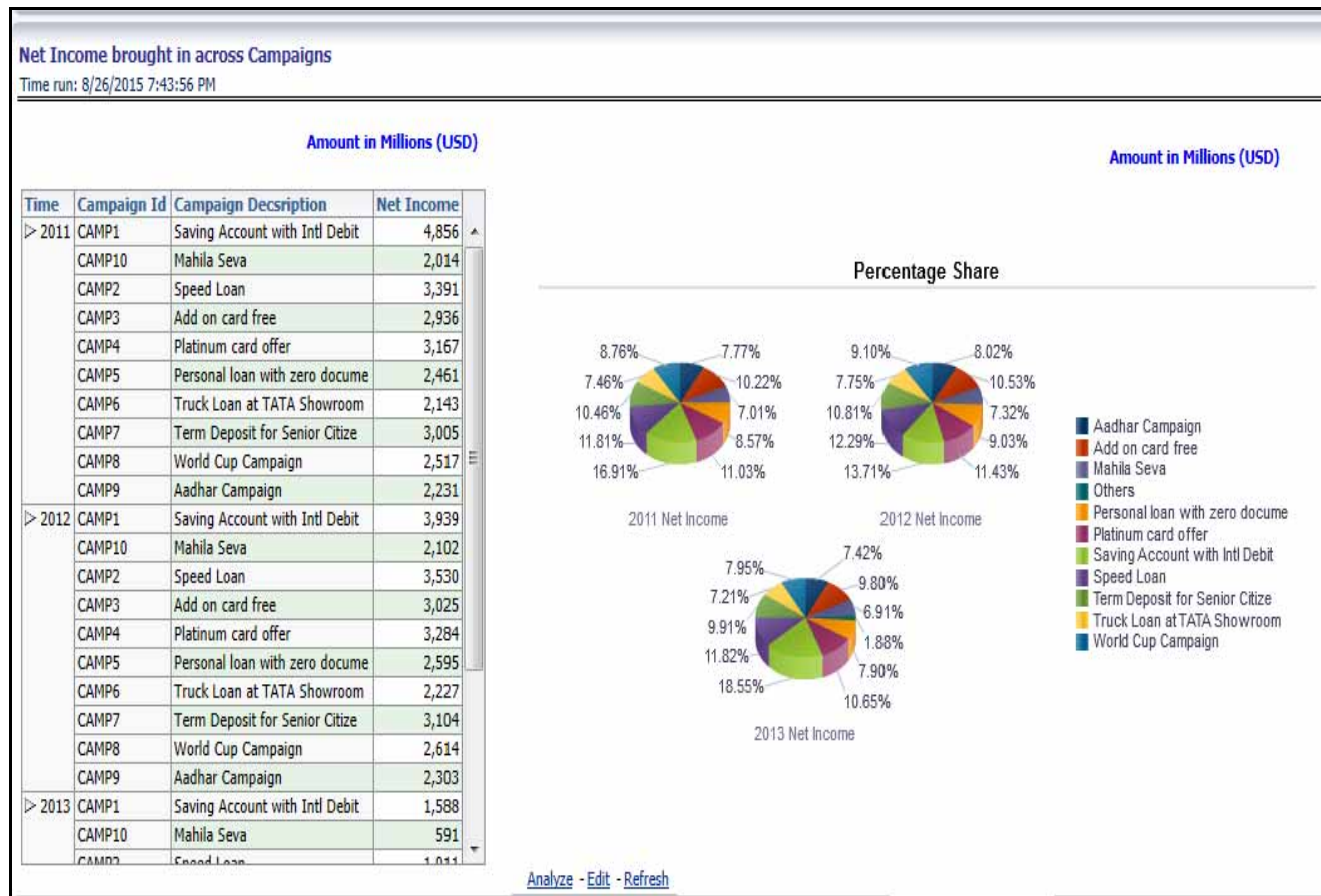 Net Income brought in across Campaigns
Time run: 8/26/2015 7:43:56 PM
Amount in Millions (USD)
Time Campaign Id Campaign Decsription Net Income
2011 CAMP1 Saving Account with Intl Debit 4,856
CAMP10 Mahila Seva 2,014
CAMP2 Speed Loan 3,391
CAMP3 Add on card free 2,936
CAMP4 Platinum card offer 3,167
CAMP5 Personal loan with zero docume 2,461
CAMP6 Truck Loan at TATA Showroom 2,143
CAMP7 Term Deposit for Senior Citize 3,005
CAMP8 World Cup Campaign 2,517
CAMP9 Aadhar Campaign 2,231
2012 CAMP1 Saving Account with Intl Debit 3,939
CAMP10 Mahila Seva 2,102
CAMP2 Speed Loan 3,530
CAMP3 Add on card free 3,025
CAMP4 Platinum card offer 3,284
CAMP5 Personal loan with zero docume 2,595
CAMP6 Truck Loan at TATA Showroom 2,227
CAMP7 Term Deposit for Senior Citize 3,104
CAMP8 World Cup Campaign 2,614
CAMP9 Aadhar Campaign 2,303
2013 CAMP1 Saving Account with Intl Debit 1,588
CAMP10 Mahila Seva 591
CAMP2 Speed Loan 1,011
Amount in Millions (USD)
Percentage Share
8.76% 7.77%
7.46% 10.22%
10.46% 7.01%
11.81% 8.57%
16.91% 11.03%
2011 Net Income
9.10% 8.02%
7.75% 10.53%
10.81% 7.32%
12.29% 9.03%
13.71% 11.43%
2012 Net Income
7.95% 7.42%
7.21% 9.80%
9.91% 6.91%
11.82% 1.88%
18.55% 7.90%
10.65%
2013 Net Income
Aadhar Campaign
Add on card free
Mahila Seva
Others
Personal loan with zero docume
Platinum card offer
Saving Account with Intl Debit
Speed Loan
Term Deposit for Senior Citize
Truck Loan at TATA Showroom
World Cup Campaign
Analyze - Edit - Refresh